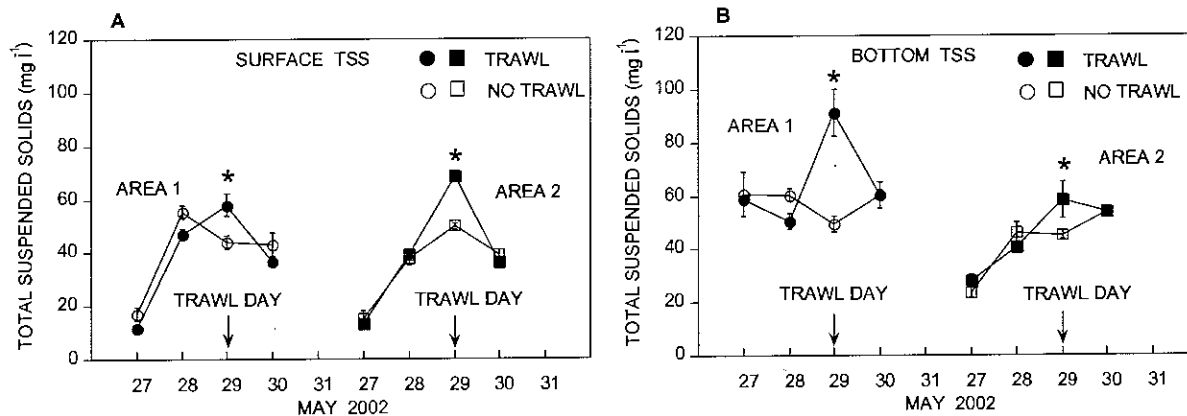 A
TOTAL SUSPENDED SOLIDS (mg l⁻¹)
120
100
80
60
40
20
0
SURFACE TSS
TRAWL
NO TRAWL
AREA 1
*
*
AREA 2
TRAWL DAY
TRAWL DAY
27 28 29 30 31 27 28 29 30 31
MAY 2002
B
TOTAL SUSPENDED SOLIDS (mg l⁻¹)
120
100
80
60
40
20
0
BOTTOM TSS
TRAWL
NO TRAWL
*
AREA 1
*
AREA 2
TRAWL DAY
TRAWL DAY
27 28 29 30 31 27 28 29 30 31
MAY 2002